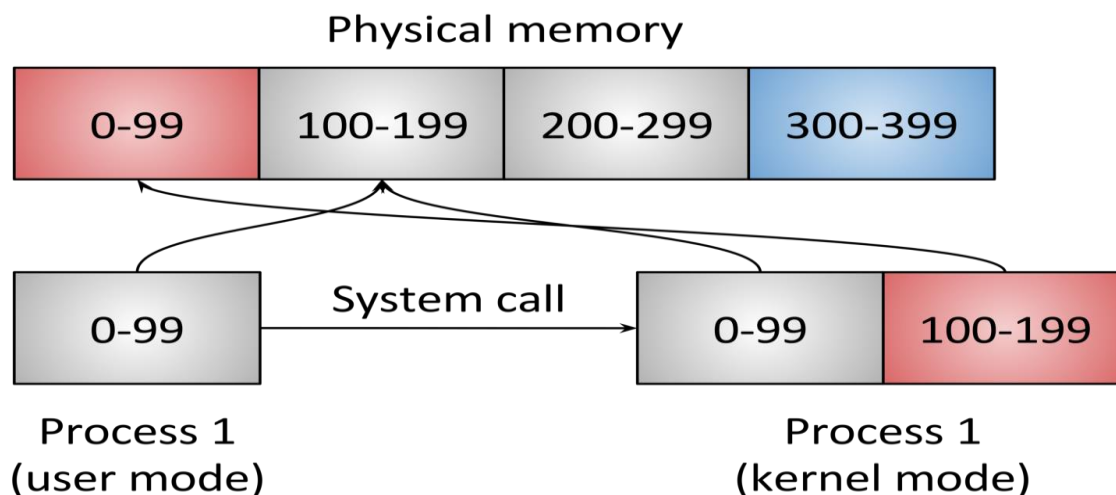 Physical memory
0-99 100-199 200-299 300-399
System call
0-99 0-99 100-199
Process 1 Process 1
(user mode) (kernel mode)